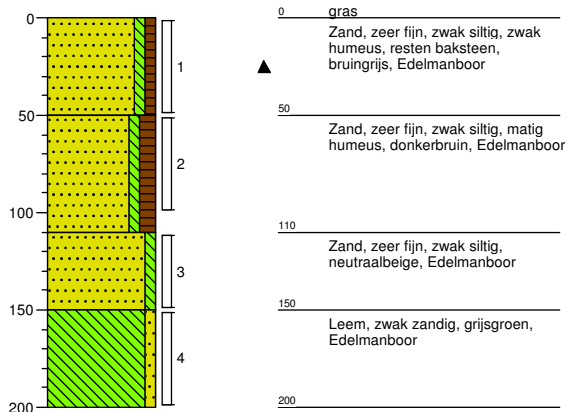 0
50
100
150
200
1
2
3
4
0 gras
Zand, zeer fijn, zwak siltig, zwak
humeus, resten baksteen,
bruingrijs, Edelmanboor
50
Zand, zeer fijn, zwak siltig, matig
humeus, donkerbruin, Edelmanboor
110
Zand, zeer fijn, zwak siltig,
neutraalbeige, Edelmanboor
150
Leem, zwak zandig, grijsgroen,
Edelmanboor
200